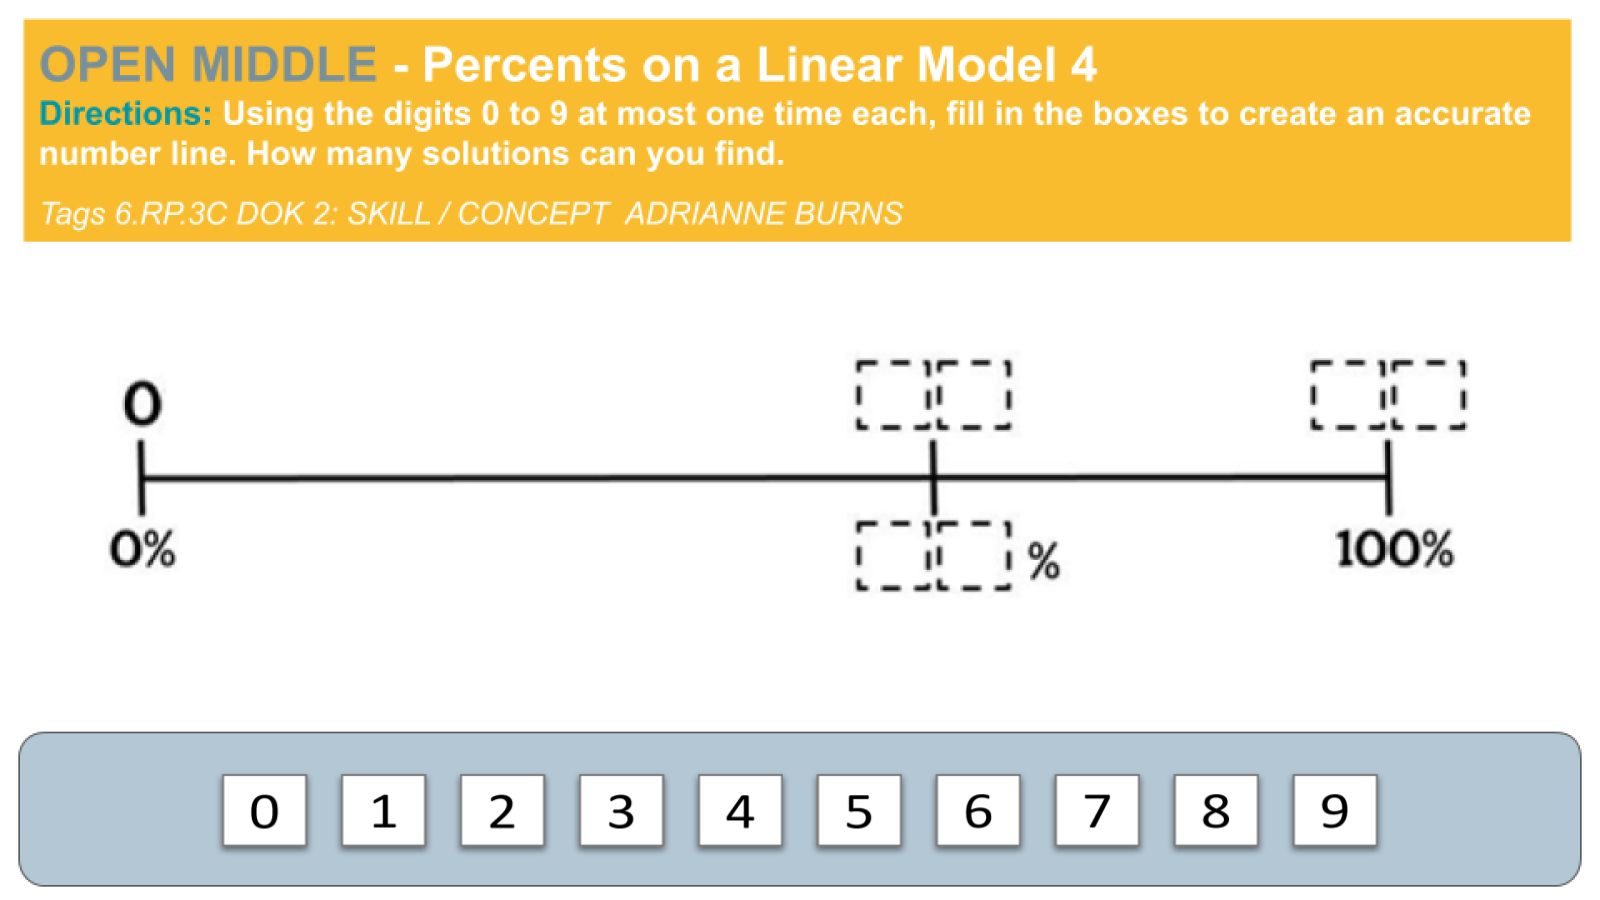 OPEN MIDDLE - Percents on a Linear Model 4
Directions: Using the digits 0 to 9 at most one time each, fill in the boxes to create an accurate
number line. How many solutions can you find.
Tags 6.RP.3C DOK 2: SKILL / CONCEPT ADRIANNE BURNS
0
0% % 100%
0 1 2 3 4 5 6 7 8 9